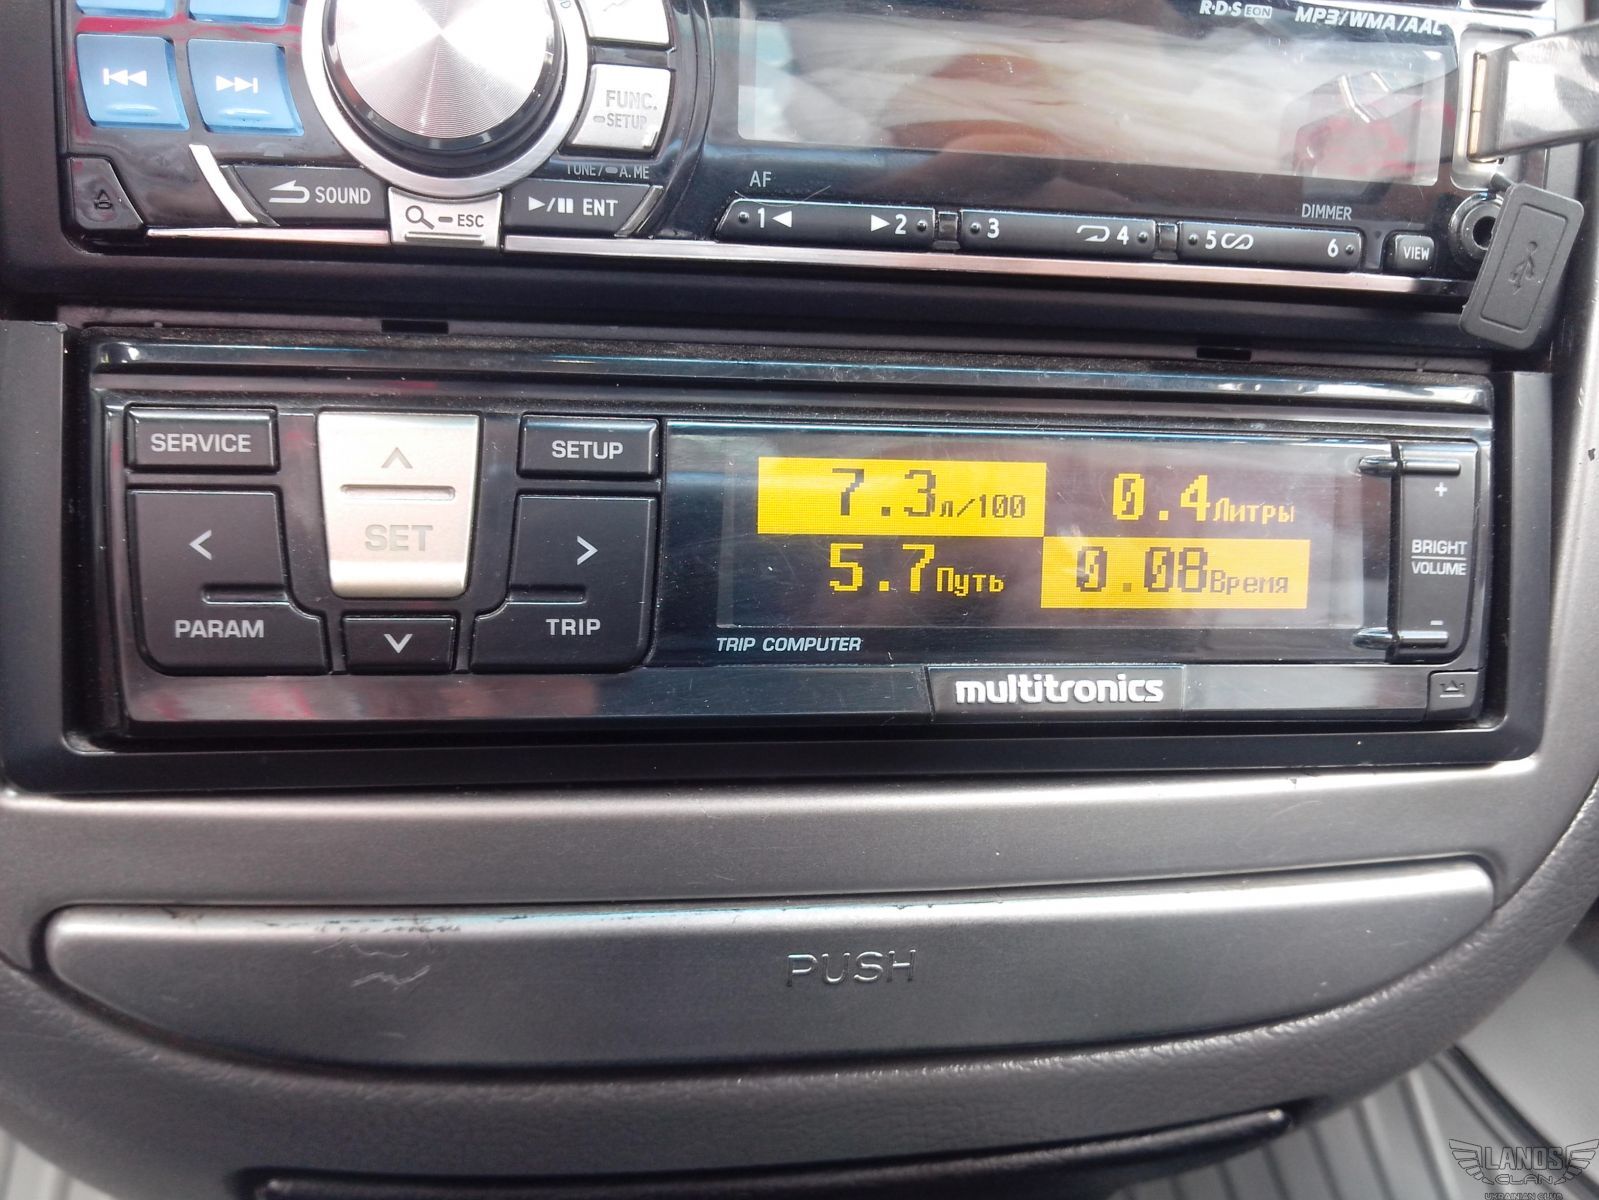 R·D·S EON MP3/WMA/AAC
FUNC.
SETUP
TUNE/ A.ME
SOUND
ESC
ENT
AF
1
2
3
4
5
6
DIMMER
VIEW
SERVICE
SET
SETUP
PARAM
TRIP
7.3л/100 0.4Литры
5.7Путь 0.08Время
BRIGHT
VOLUME
TRIP COMPUTER
multitronics
PUSH
LANOS
CLAN
UKRAINIAN CLUB